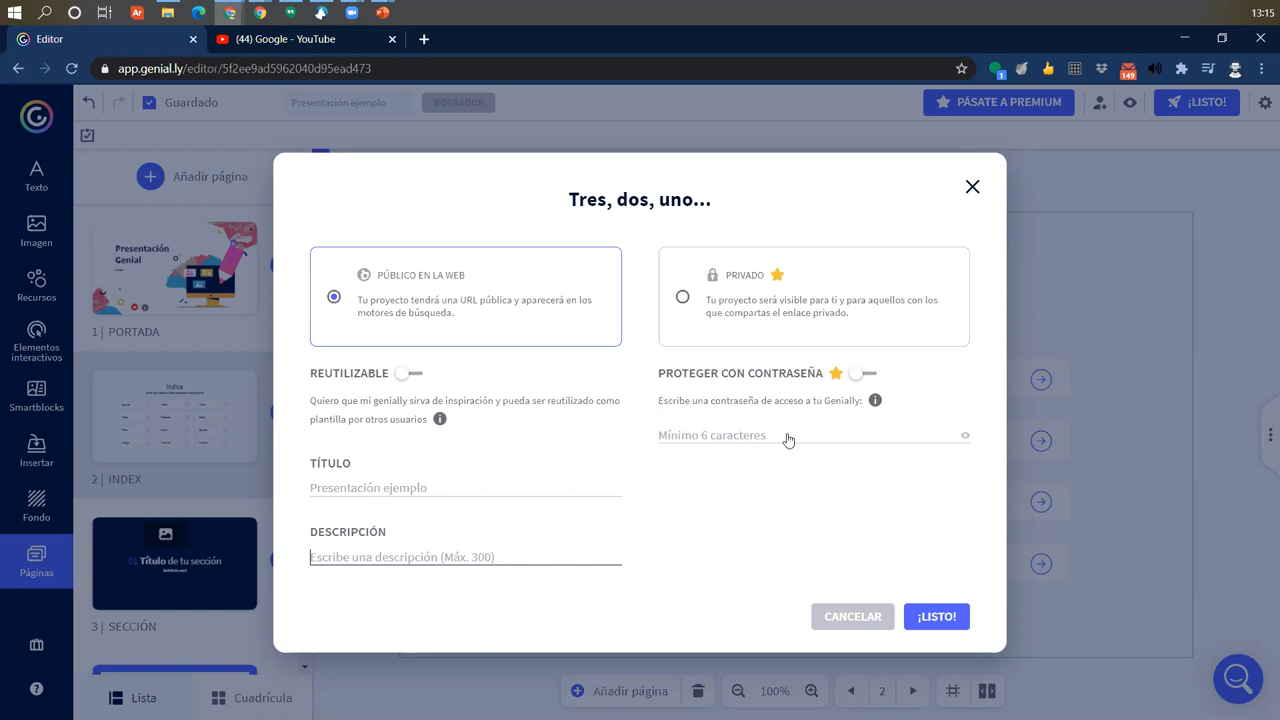 13:15
Editor
(44) Google - YouTube
app.genial.ly/editor/5f2ee9ad5962040d95ead473
1
149
Guardado
Presentación ejemplo
BORRADOR
PÁSATE A PREMIUM
¡LISTO!
Texto
Imagen
Recursos
Elementos
interactivos
Smartblocks
Insertar
Fondo
Páginas
Añadir página
Presentación
Genial
1 | PORTADA
Índice
2 | INDEX
01 Título de tu sección
3 | SECCIÓN
Lista
Cuadrícula
Tres, dos, uno...
PÚBLICO EN LA WEB
Tu proyecto tendrá una URL pública y aparecerá en los
motores de búsqueda.
PRIVADO
Tu proyecto será visible para ti y para aquellos con los
que compartas el enlace privado.
REUTILIZABLE
Quiero que mi genially sirva de inspiración y pueda ser reutilizado como
plantilla por otros usuarios
PROTEGER CON CONTRASEÑA
Escribe una contraseña de acceso a tu Genially:
Mínimo 6 caracteres
TÍTULO
Presentación ejemplo
DESCRIPCIÓN
Escribe una descripción (Máx. 300)
CANCELAR
¡LISTO!
Añadir página
100%
2